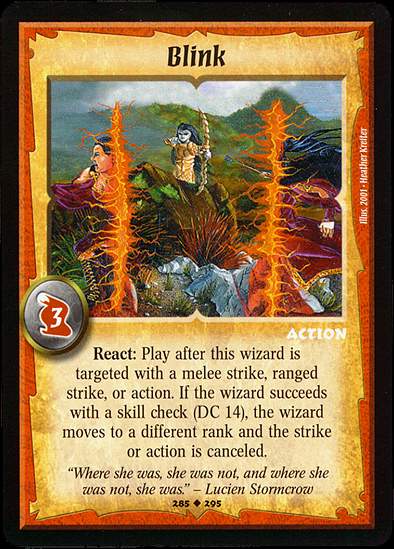 Blink
Illus. 2001 · Heather Kreiter
3
ACTION
React: Play after this wizard is
targeted with a melee strike, ranged
strike, or action. If the wizard succeeds
with a skill check (DC 14), the wizard
moves to a different rank and the strike
or action is canceled.
“Where she was, she was not, and where she
was not, she was.” – Lucien Stormcrow
285 ◆ 295